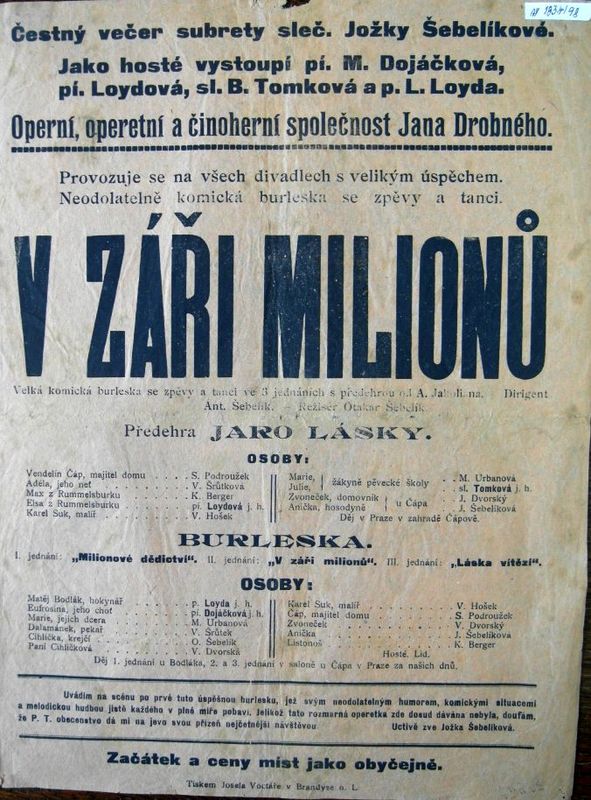 Čestný večer subrety sleč. Jožky Šebelíkové.
Jako hosté vystoupí pí. M. Dojáčková,
pí. Loydová, sl. B. Tomková a p. L. Loyda.
Operní, operetní a činoherní společnost Jana Drobného.
Provozuje se na všech divadlech s velikým úspěchem.
Neodolatelně komická burleska se zpěvy a tanci.
V ZÁŘI MILIONŮ
Velká komická burleska se zpěvy a tanci ve 3 jednáních s předehrou od A. Dirigent
Ant. Šebelík. – Režisér Otakar Šebelík.
Předehra JARO LÁSKY.
OSOBY:
Vendelín Čáp, majitel domu . . . . S. Podroužek
Adéla, jeho neť . . . . V. Šrůtková
Max z Rummelsburku . . . . K. Berger
Elsa z Rummelsburku . . . . pí. Loydová j. h.
Karel Suk, malíř . . . . V. Hošek
Marie, Julie, žákyně pěvecké školy . . M. Urbanová
sl. Tomková j. h.
Zvoneček, domovník, Anička, hosodyně u Čápa . . J. Dvorský
J. Šebelíková
Děj v Praze v zahradě Čápově.
BURLESKA.
I. jednání: „Milionové dědictví". II. jednání: „V záři milionů". III. jednání: „Láska vítězí".
OSOBY:
Matěj Bodlák, hokynář . . . . p. Loyda j. h.
Eufrosina, jeho choť . . . . pí. Dojáčková j. h.
Marie, jejich dcera . . . . M. Urbanová
Dalamánek, pekař . . . . V. Šrůtek
Cihlička, krejčí . . . . O. Šebelík
Paní Cihličková . . . . V. Dvorská
Karel Suk, malíř . . . . V. Hošek
Čáp, majitel domu . . . . S. Podroužek
Zvoneček . . . . V. Dvorský
Anička . . . . J. Šebelíková
Listonoš . . . . K. Berger
Hosté. Lid.
Děj 1. jednání u Bodláka, 2. a 3. jednání v saloně u Čápa v Praze za našich dnů.
Uvádím na scénu po prvé tuto úspěšnou burlesku, jež svým neodolatelným humorem, komickými situacemi
a melodickou hudbou jistě každého v plné míře pobaví. Jelikož tato rozmarná operetka zde dosud dávána nebyla, doufám,
že P. T. obecenstvo dá mi na jevo svou přízeň nejčetnější návštěvou. Uctivě zve Jožka Šebelíková.
Začátek a ceny míst jako obyčejně.
Tiskem Josefa Voctáře v Brandýse n. L.